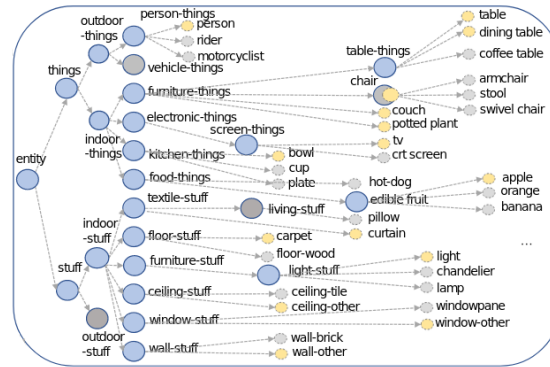 person-things
outdoor
-things
person
rider
motorcyclist
table
dining table
table-things
coffee table
things
vehicle-things
chair
furniture-things
armchair
stool
swivel chair
couch
potted plant
electronic-things
screen-things
indoor
-things
tv
crt screen
kitchen-things
bowl
cup
plate
entity
food-things
hot-dog
edible fruit
apple
orange
banana
textile-stuff
living-stuff
pillow
curtain
indoor
-stuff
floor-stuff
carpet
floor-wood
...
furniture-stuff
light-stuff
light
chandelier
lamp
stuff
ceiling-stuff
ceiling-tile
ceiling-other
window-stuff
windowpane
window-other
outdoor
-stuff
wall-stuff
wall-brick
wall-other